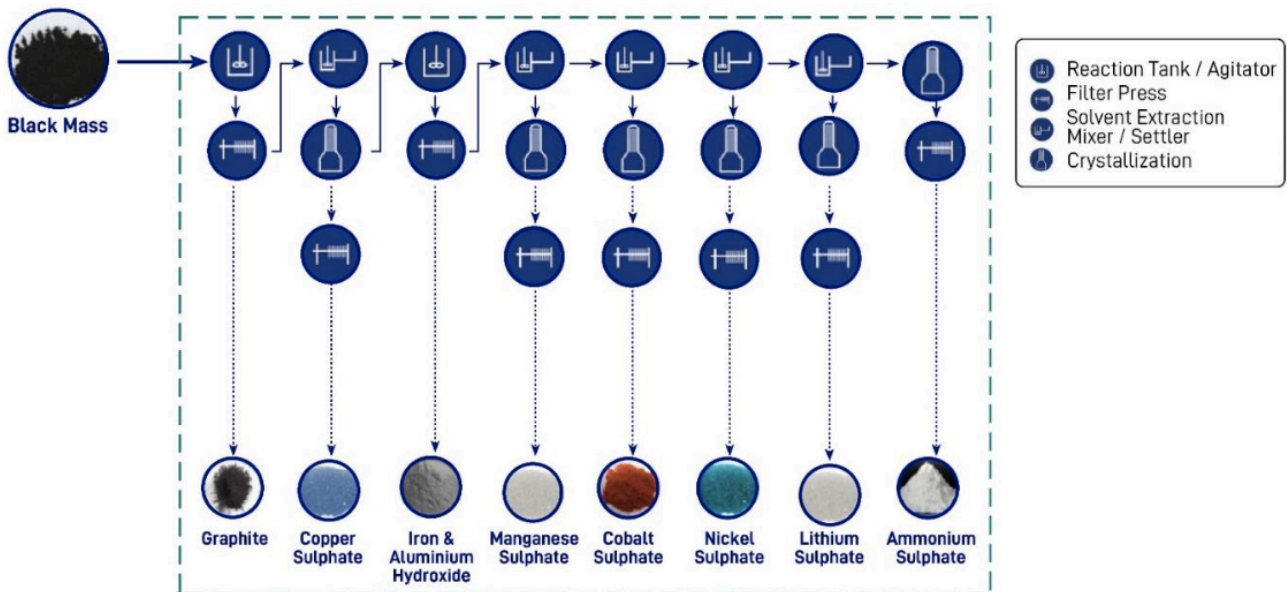 Black Mass
Reaction Tank / Agitator
Filter Press
Solvent Extraction
Mixer / Settler
Crystallization
Graphite
Copper
Sulphate
Iron &
Aluminium
Hydroxide
Manganese
Sulphate
Cobalt
Sulphate
Nickel
Sulphate
Lithium
Sulphate
Ammonium
Sulphate